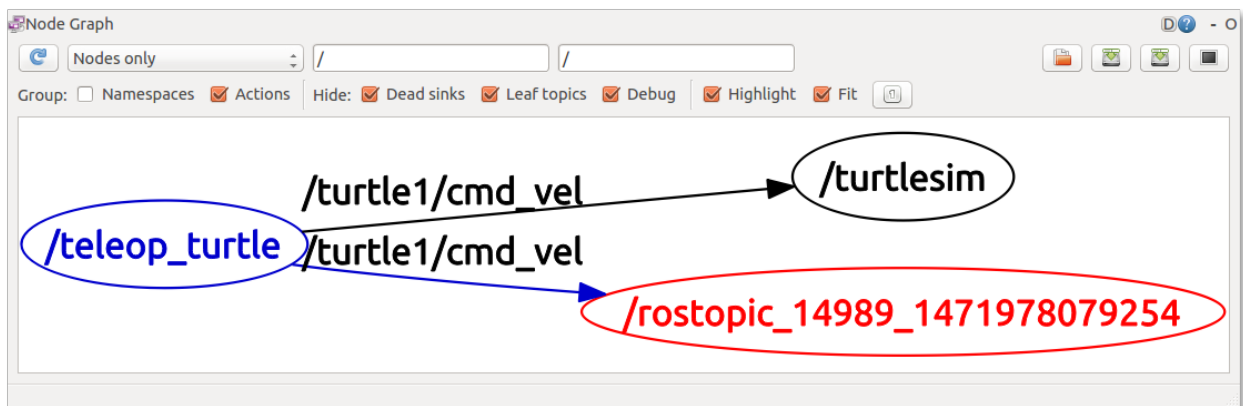 Node Graph
D ? - O
Nodes only / /
Group: Namespaces Actions Hide: Dead sinks Leaf topics Debug Highlight Fit
/turtlesim
/turtle1/cmd_vel
/teleop_turtle
/turtle1/cmd_vel
/rostopic_14989_1471978079254